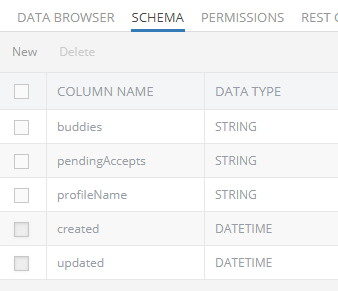 DATA BROWSER SCHEMA PERMISSIONS REST
New Delete
COLUMN NAME DATA TYPE
buddies STRING
pendingAccepts STRING
profileName STRING
created DATETIME
updated DATETIME